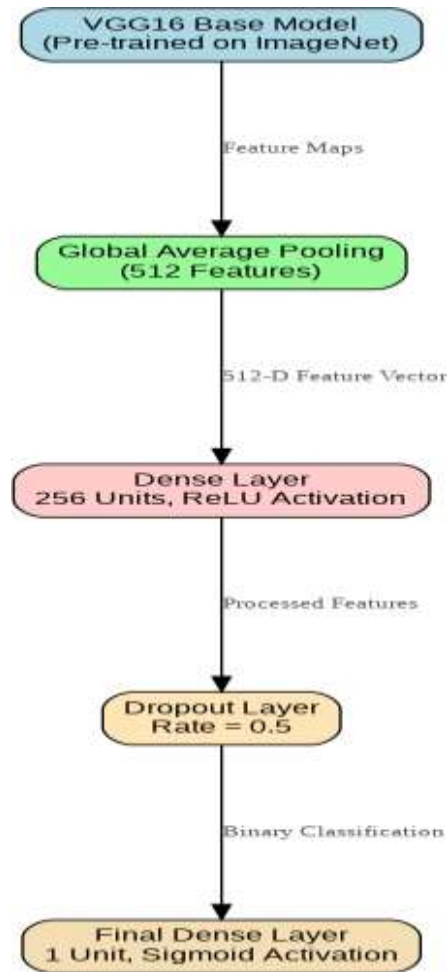 VGG16 Base Model
(Pre-trained on ImageNet)
Feature Maps
Global Average Pooling
(512 Features)
512-D Feature Vector
Dense Layer
256 Units, ReLU Activation
Processed Features
Dropout Layer
Rate = 0.5
Binary Classification
Final Dense Layer
1 Unit, Sigmoid Activation